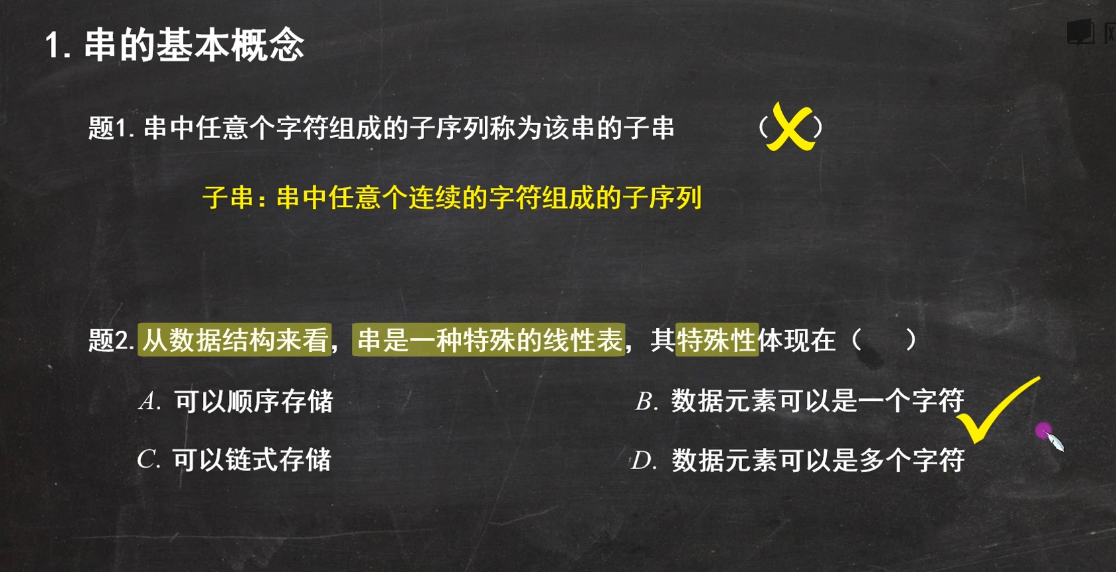 1.串的基本概念
题1.串中任意个字符组成的子序列称为该串的子串 （ ）
子串：串中任意个连续的字符组成的子序列
题2.从数据结构来看，串是一种特殊的线性表，其特殊性体现在（ ）
A. 可以顺序存储 B. 数据元素可以是一个字符
C. 可以链式存储 D. 数据元素可以是多个字符